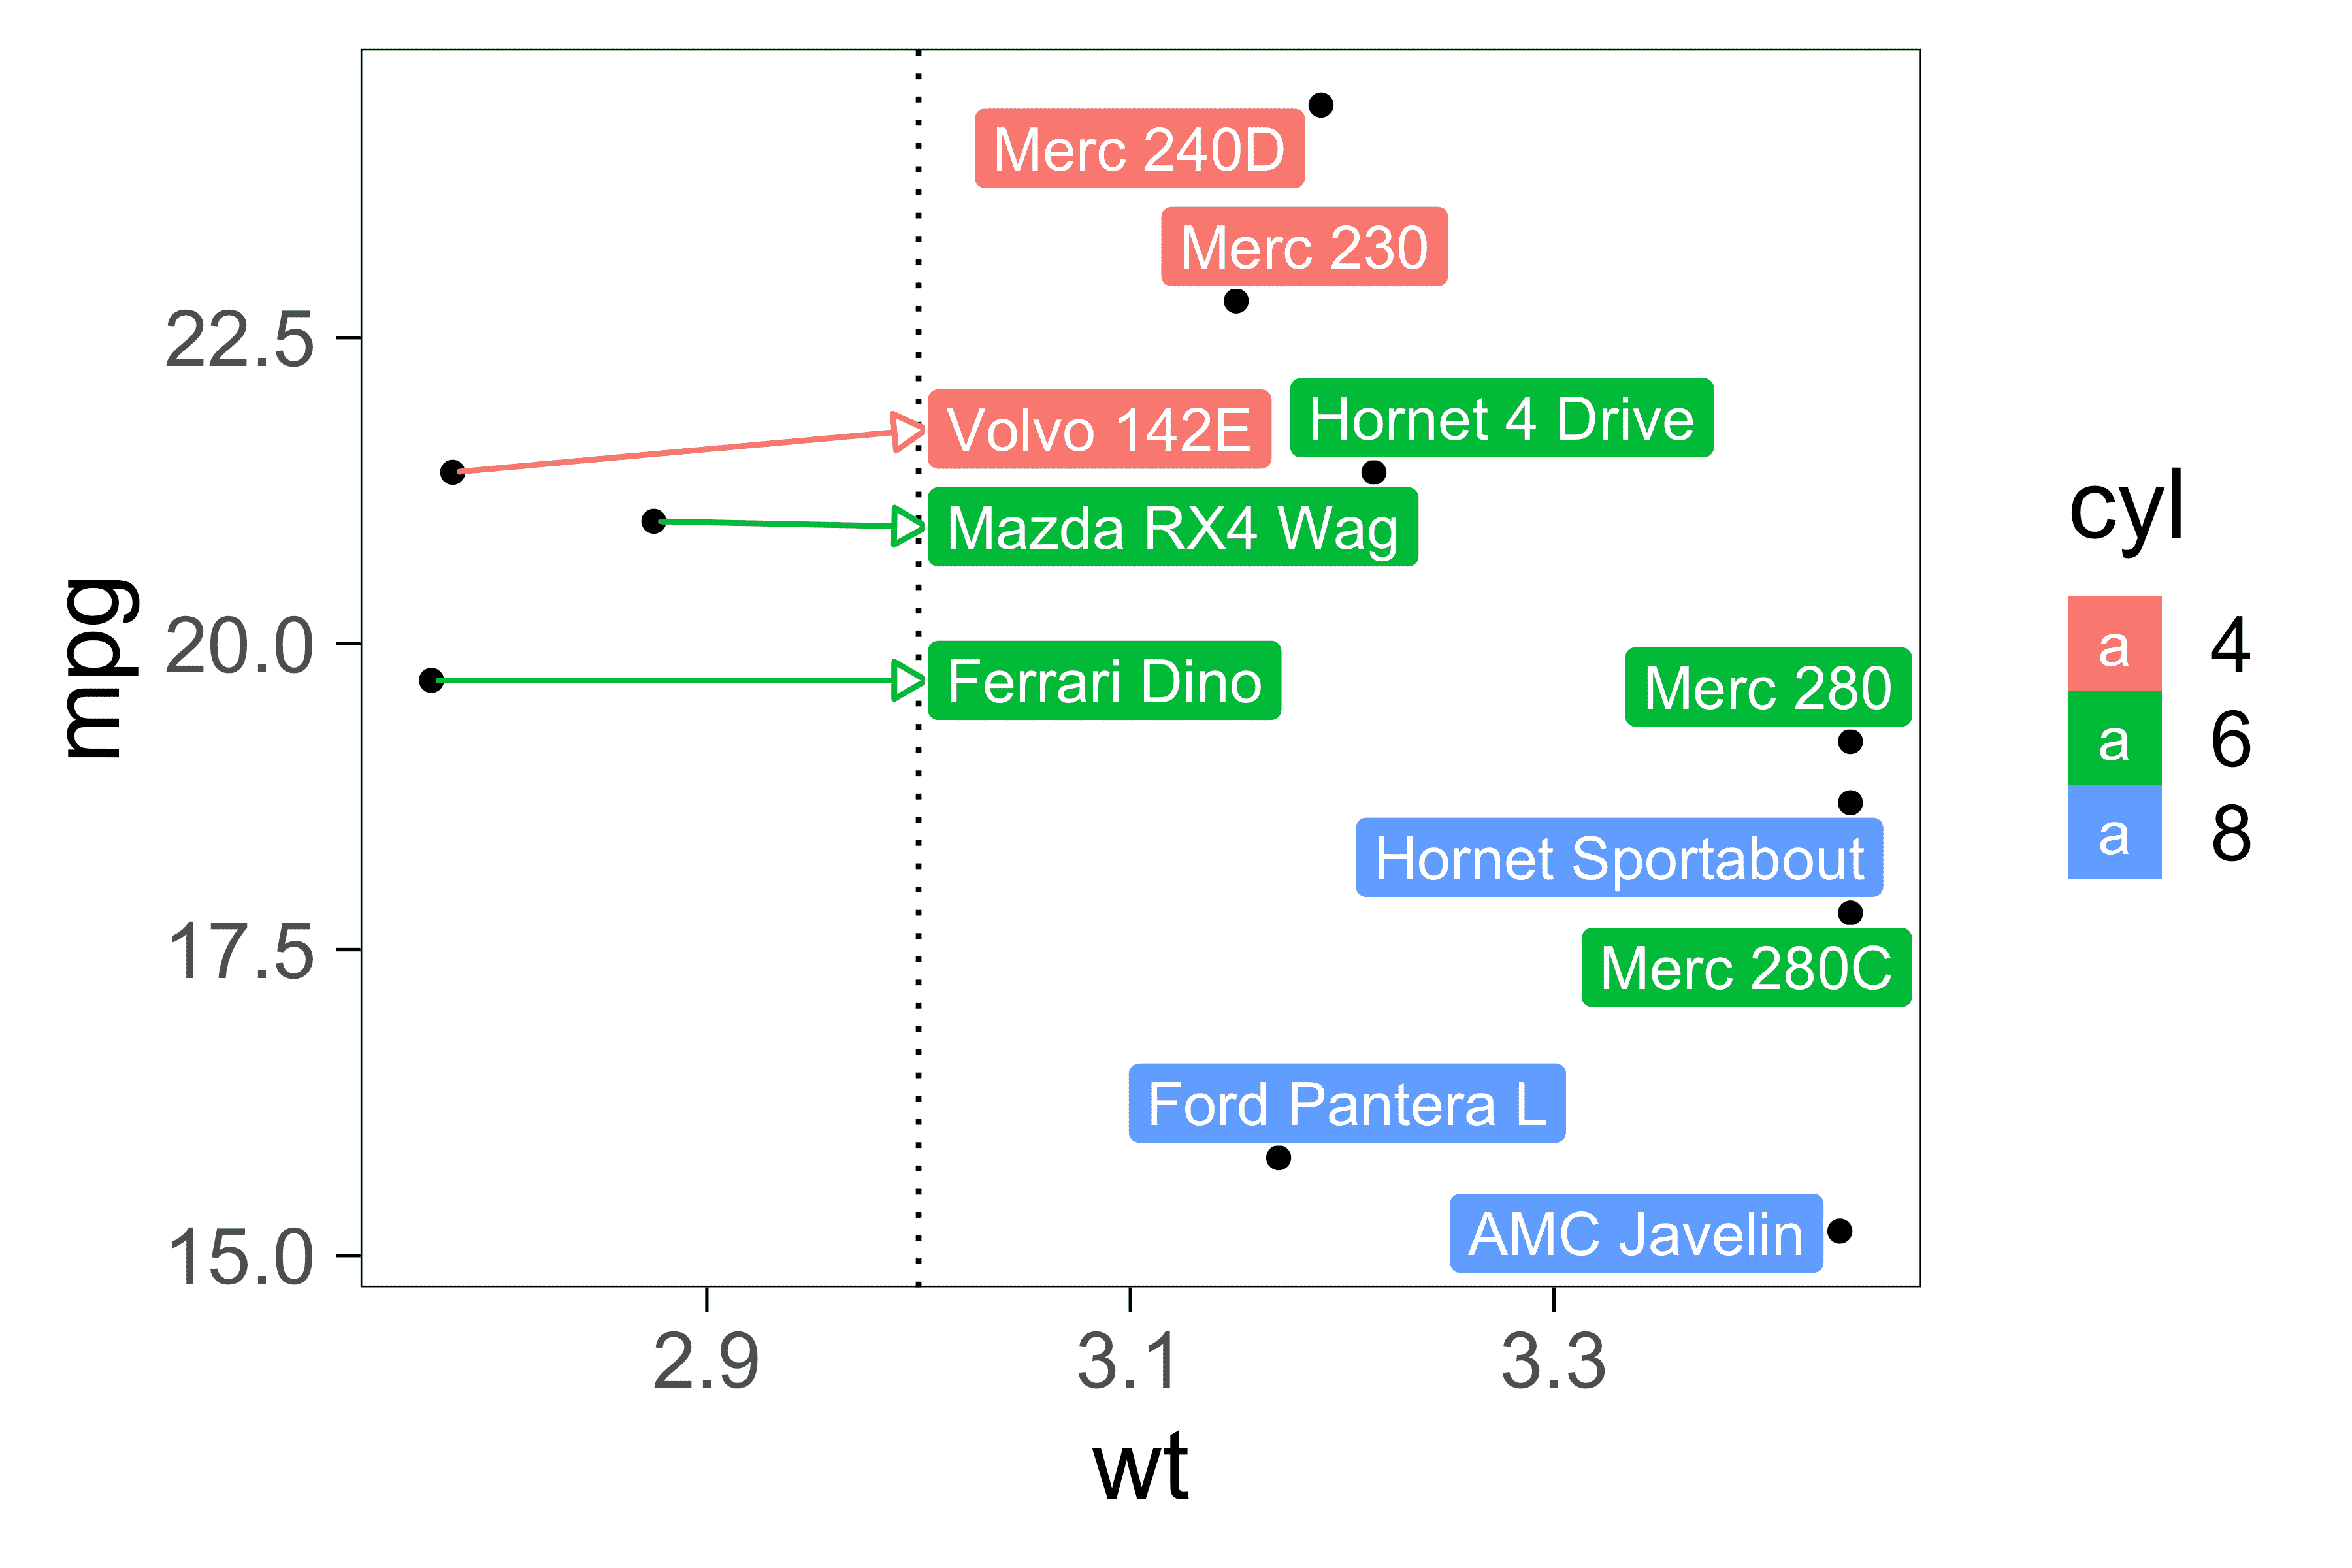 Merc 240D
Merc 230
22.5
Volvo 142E
Hornet 4 Drive
Mazda RX4 Wag
cyl
mpg
20.0
Ferrari Dino
Merc 280
a 4
a 6
a 8
Hornet Sportabout
17.5
Merc 280C
Ford Pantera L
AMC Javelin
15.0
2.9
3.1
3.3
wt